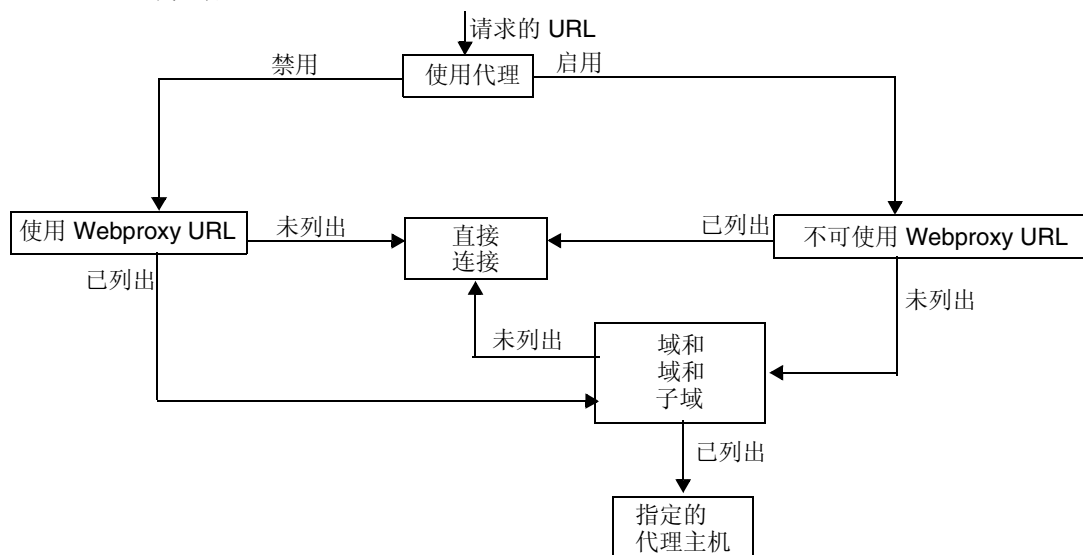 请求的 URL
禁用
使用代理
启用
使用 Webproxy URL
未列出
直接
连接
已列出
不可使用 Webproxy URL
已列出
未列出
未列出
域和
域和
子域
已列出
指定的
代理主机